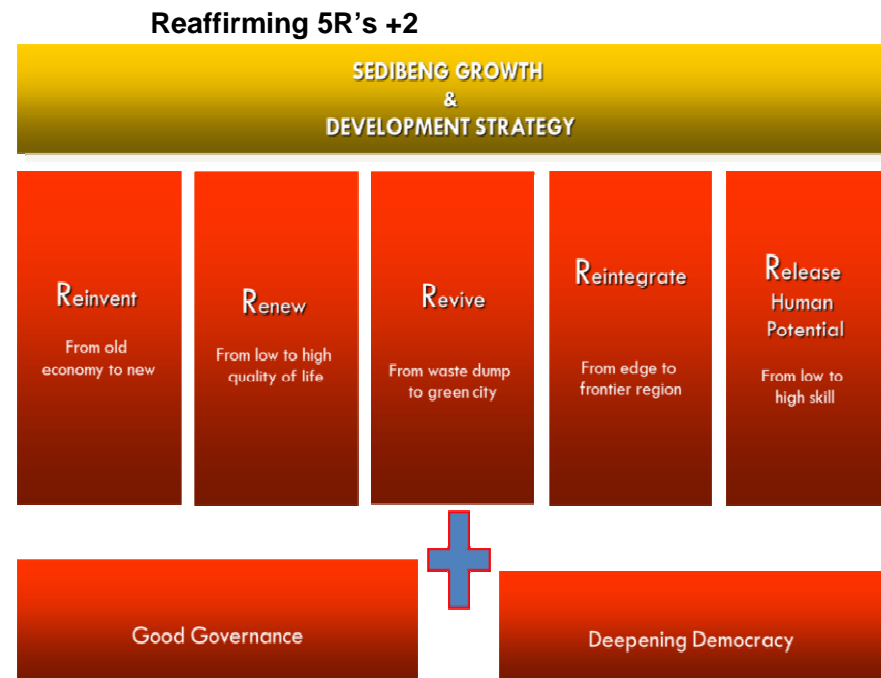 Reaffirming 5R’s +2
SEDIBENG GROWTH
&
DEVELOPMENT STRATEGY
Reinvent
From old
economy to new
Renew
From low to high
quality of life
Revive
From waste dump
to green city
Reintegrate
From edge to
frontier region
Release
Human
Potential
From low to
high skill
Good Governance
Deepening Democracy